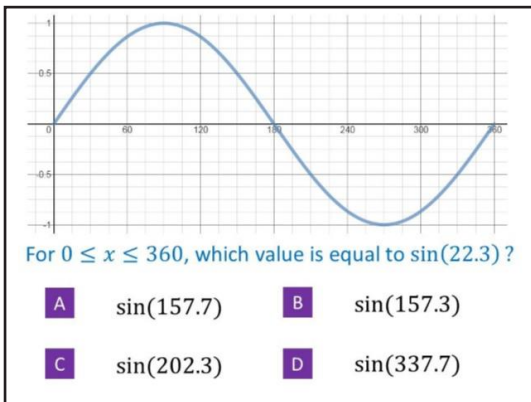 1
0.5
0 60 120 180 240 300 360
-0.5
-1
For 0 ≤ x ≤ 360, which value is equal to sin(22.3) ?
A sin(157.7) B sin(157.3)
C sin(202.3) D sin(337.7)